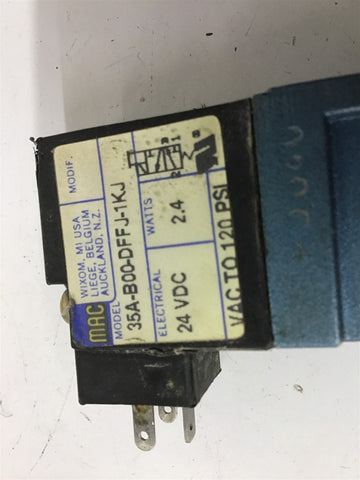 MAC
WIXOM, MI USA
LIEGE, BELGIUM
AUCKLAND, N.Z.
MODIF.
MODEL
35A-B00-DFFJ-1KJ
ELECTRICAL
WATTS
24 VDC
2.4
VAC TO 120 PSI